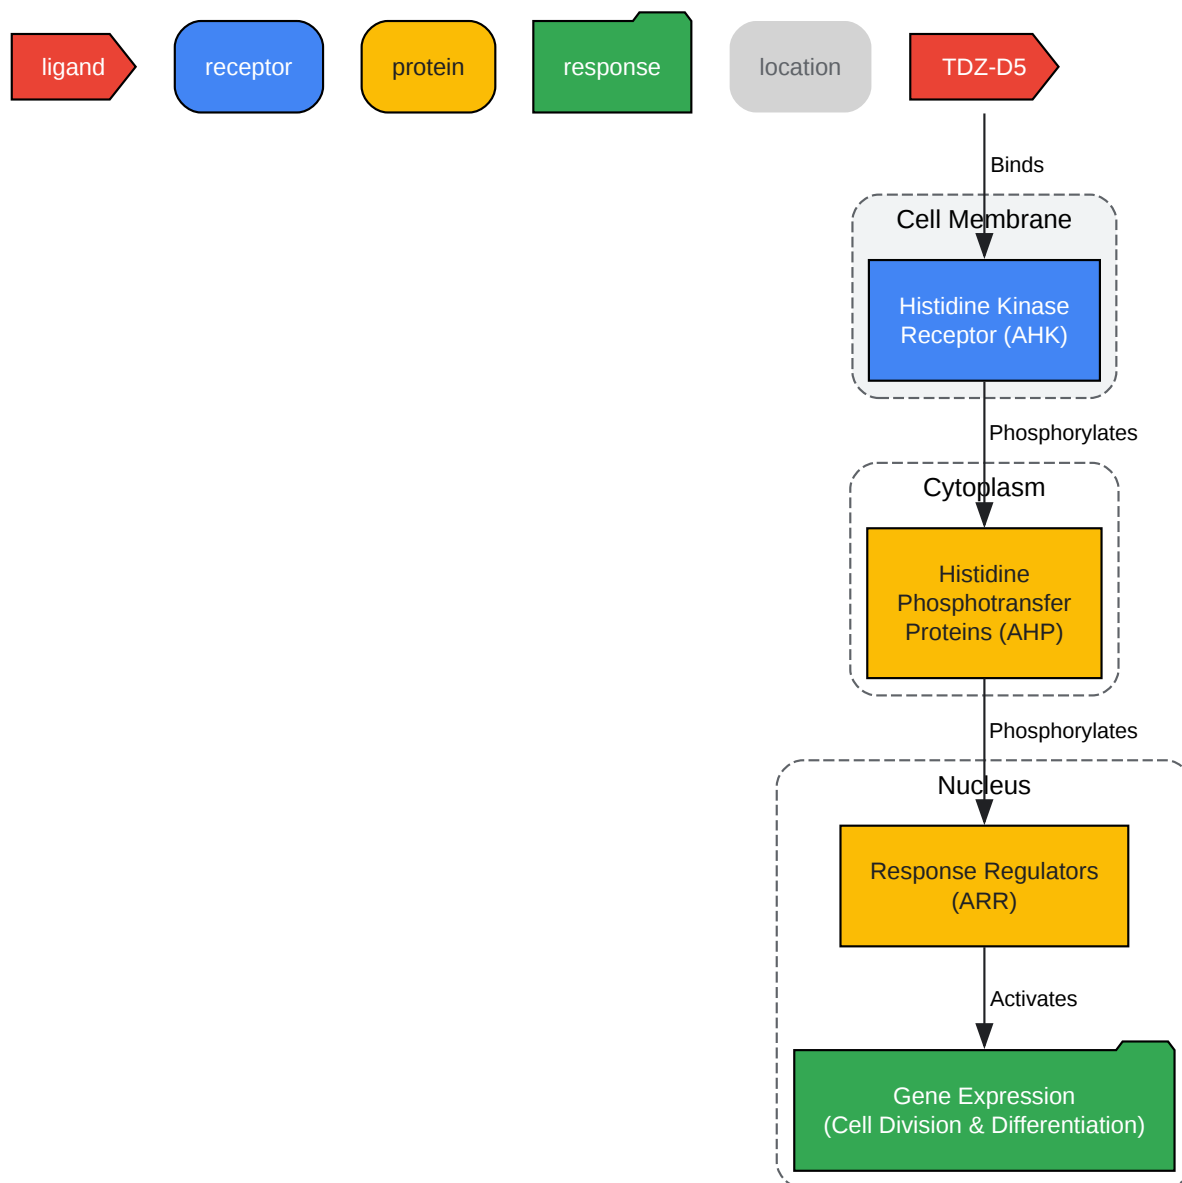 ligand
receptor
protein
response
location
TDZ-D5
Binds
Cell Membrane
Histidine Kinase
Receptor (AHK)
Phosphorylates
Cytoplasm
Histidine
Phosphotransfer
Proteins (AHP)
Phosphorylates
Nucleus
Response Regulators
(ARR)
Activates
Gene Expression
(Cell Division & Differentiation)